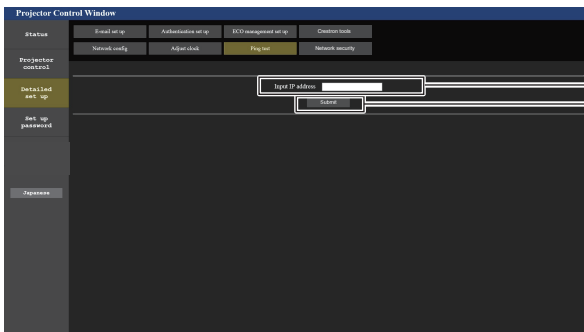 Projector Control Window
Status
E-mail set up
Authentication set up
ECO management set up
Crestron tools
Network config
Adjust clock
Ping test
Network security
Projector
control
Detailed
set up
Set up
password
Japanese
Input IP
address
Submit